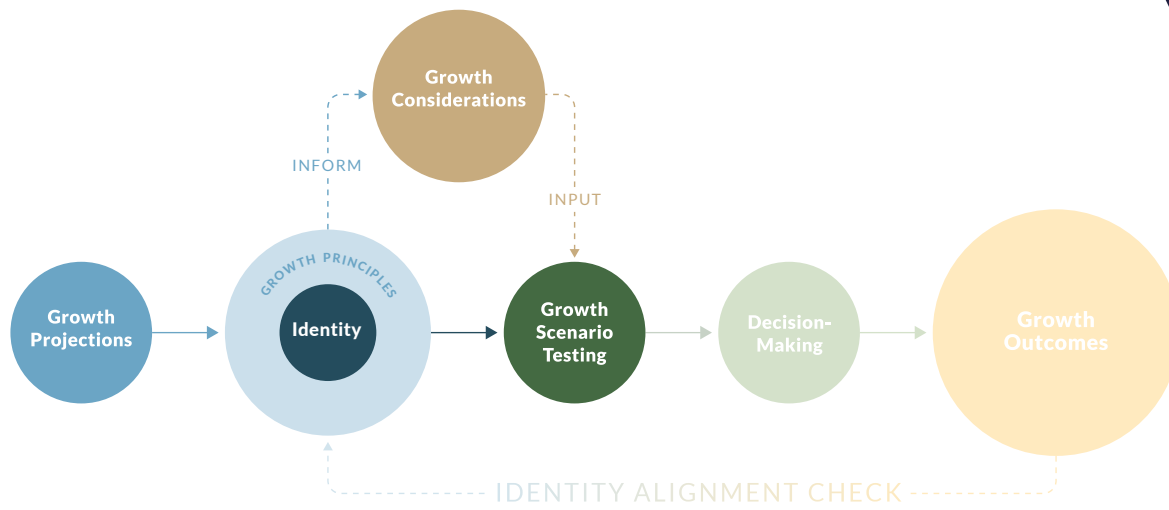 Growth
Considerations
INFORM
INPUT
GROWTH PRINCIPLES
Growth
Projections
Identity
Growth
Scenario
Testing
Decision-
Making
Growth
Outcomes
IDENTITY ALIGNMENT CHECK